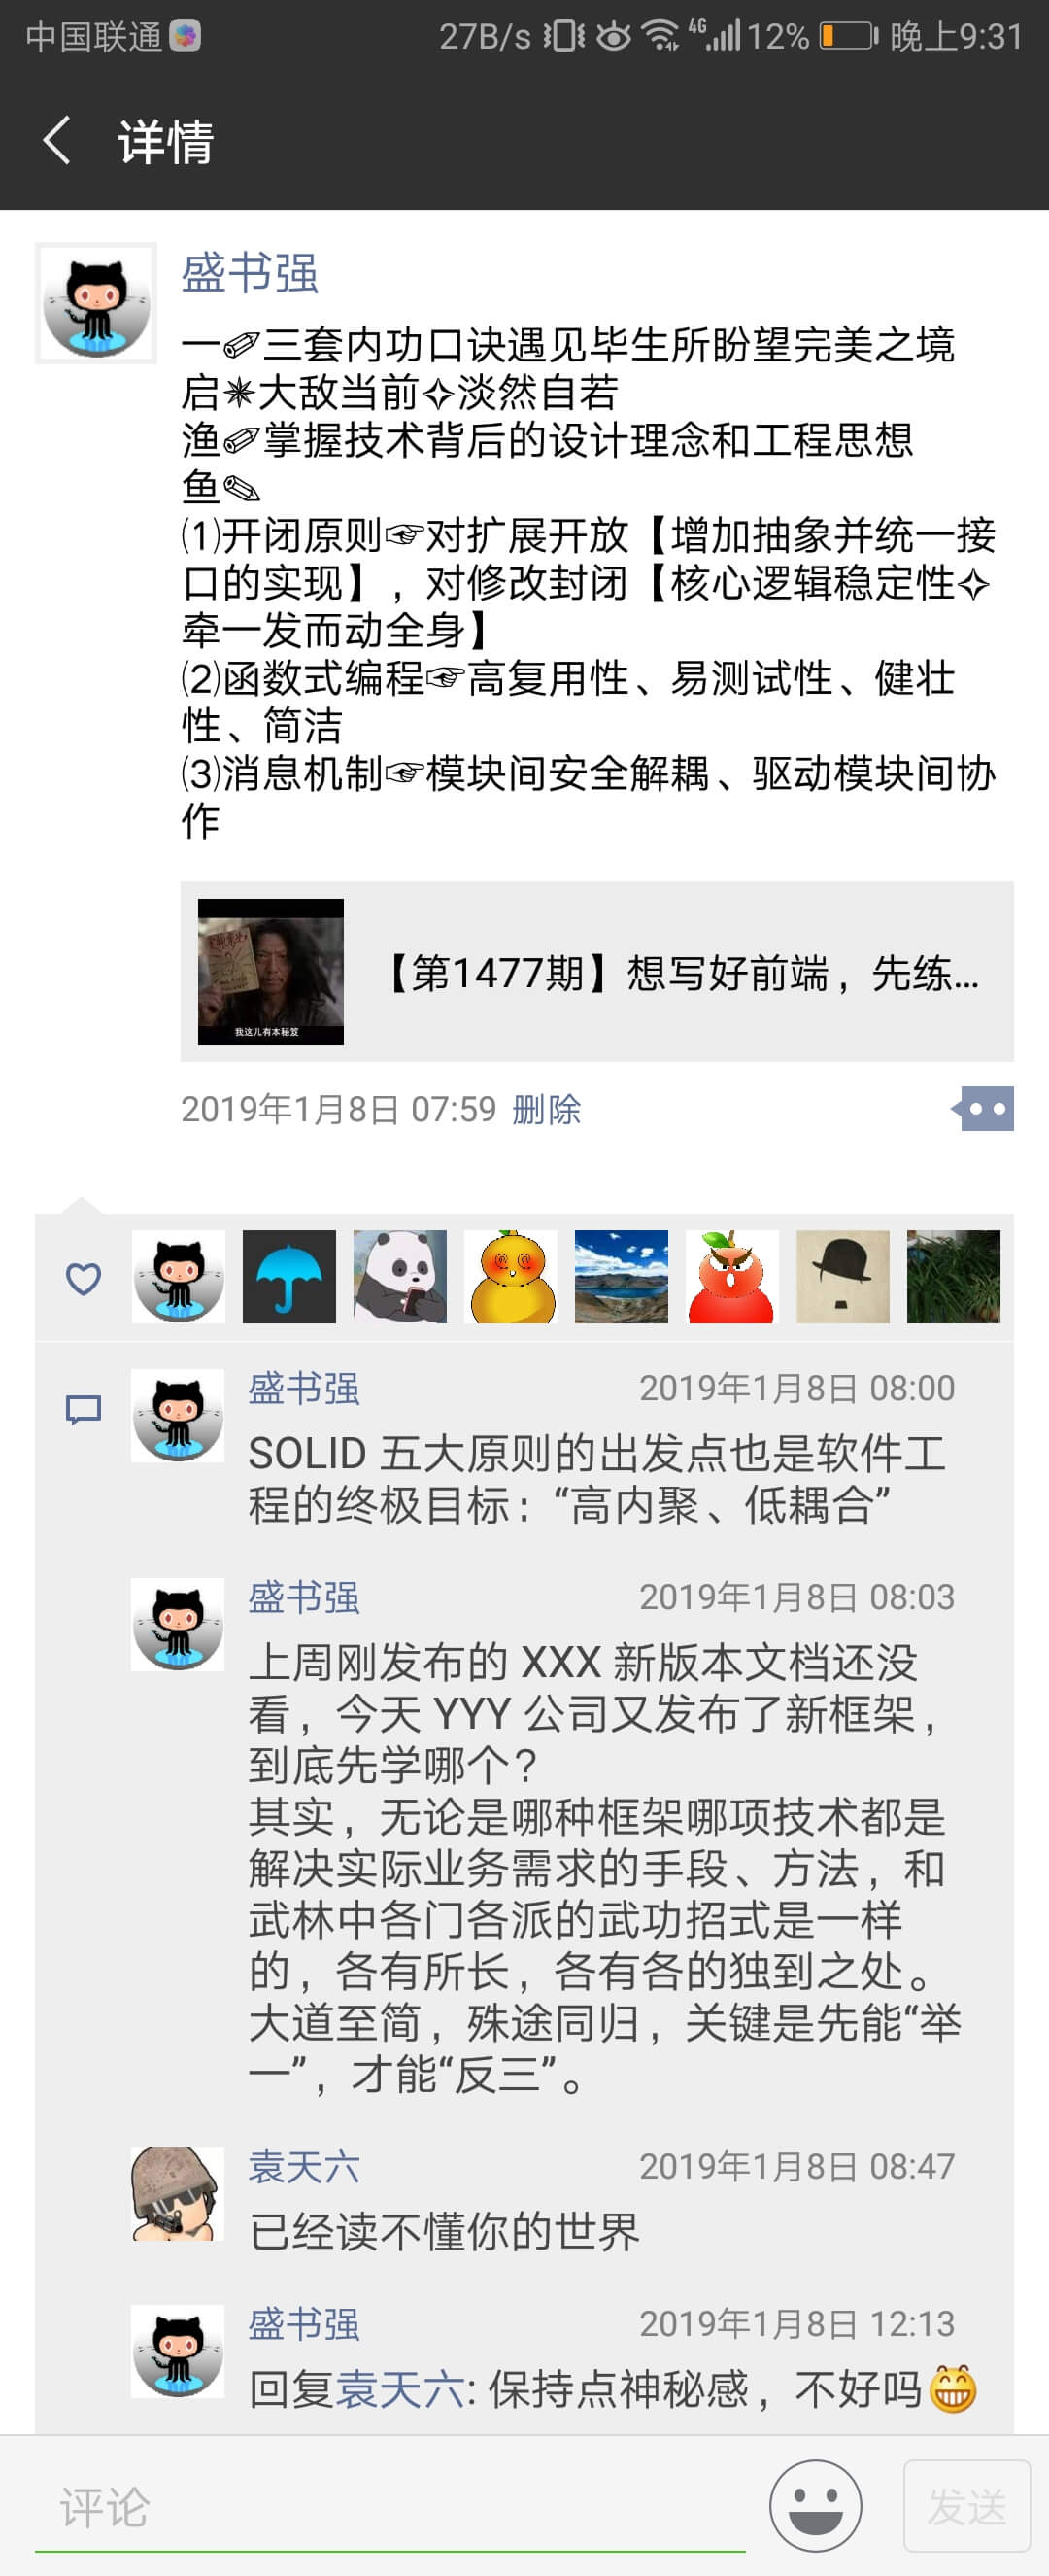 中国联通 27B/s 4G 12% 晚上9:31
详情
盛书强
一✐三套内功口诀遇见毕生所盼望完美之境
启✴大敌当前✧淡然自若
渔✐掌握技术背后的设计理念和工程思想
鱼✎
⑴开闭原则☞对扩展开放【增加抽象并统一接
口的实现】，对修改封闭【核心逻辑稳定性✧
牵一发而动全身】
⑵函数式编程☞高复用性、易测试性、健壮
性、简洁
⑶消息机制☞模块间安全解耦、驱动模块间协
作
我这儿有本秘笈
【第1477期】想写好前端，先练...
2019年1月8日 07:59 删除
盛书强 2019年1月8日 08:00
SOLID 五大原则的出发点也是软件工
程的终极目标：“高内聚、低耦合”
盛书强 2019年1月8日 08:03
上周刚发布的 XXX 新版本文档还没
看，今天 YYY 公司又发布了新框架，
到底先学哪个？
其实，无论是哪种框架哪项技术都是
解决实际业务需求的手段、方法，和
武林中各门各派的武功招式是一样
的，各有所长，各有各的独到之处。
大道至简，殊途同归，关键是先能“举
一”，才能“反三”。
袁天六 2019年1月8日 08:47
已经读不懂你的世界
盛书强 2019年1月8日 12:13
回复袁天六: 保持点神秘感，不好吗😁
评论 发送